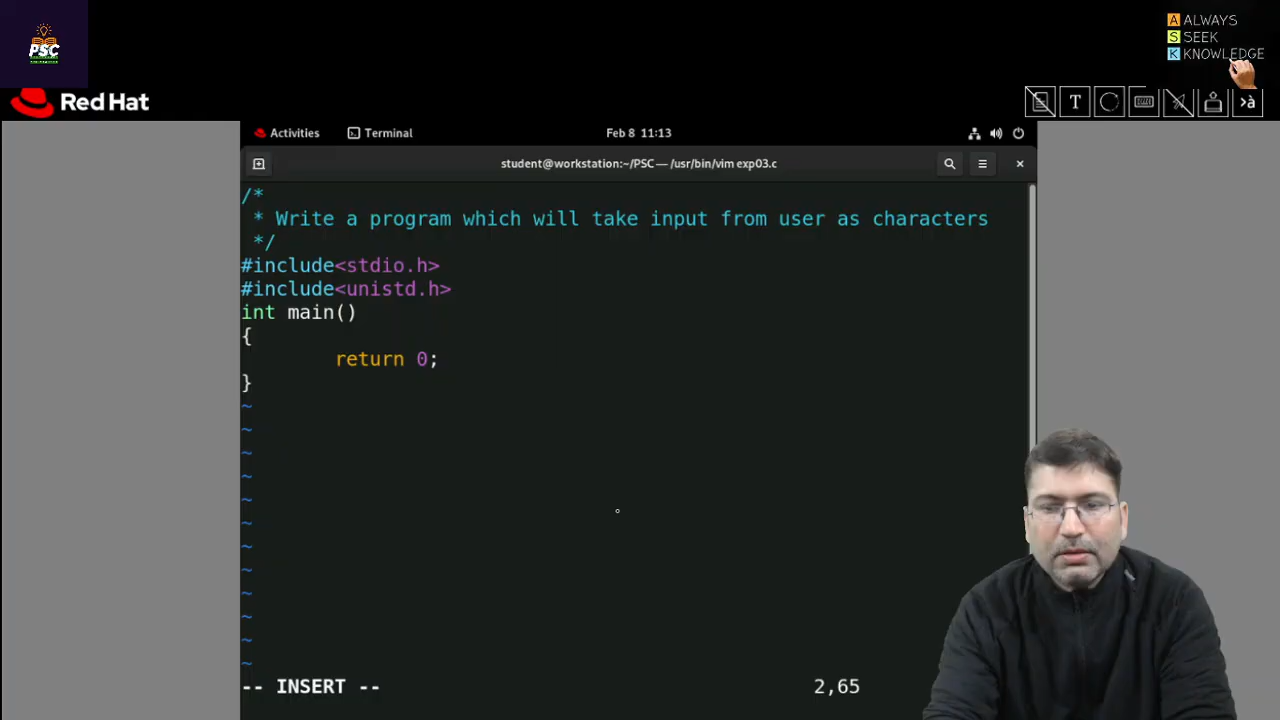 PSC
A ALWAYS
S SEEK
K KNOWLEDGE
Red Hat
T
›à
Activities
Terminal
Feb 8 11:13
student@workstation:~/PSC — /usr/bin/vim exp03.c
/*
 * Write a program which will take input from user as characters
 */
#include<stdio.h>
#include<unistd.h>
int main()
{
        return 0;
}
~
~
~
~
~
~
~
~
~
~
~
~
-- INSERT --
2,65